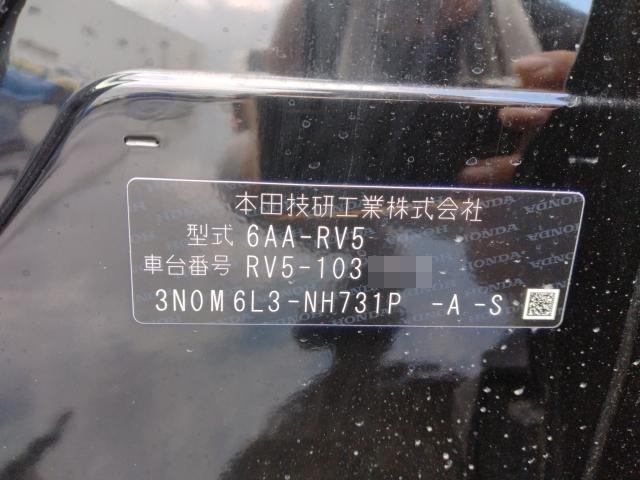 本田技研工業株式会社
型式 6AA-RV5
車台番号 RV5-103
3N0M6L3-NH731P -A -S